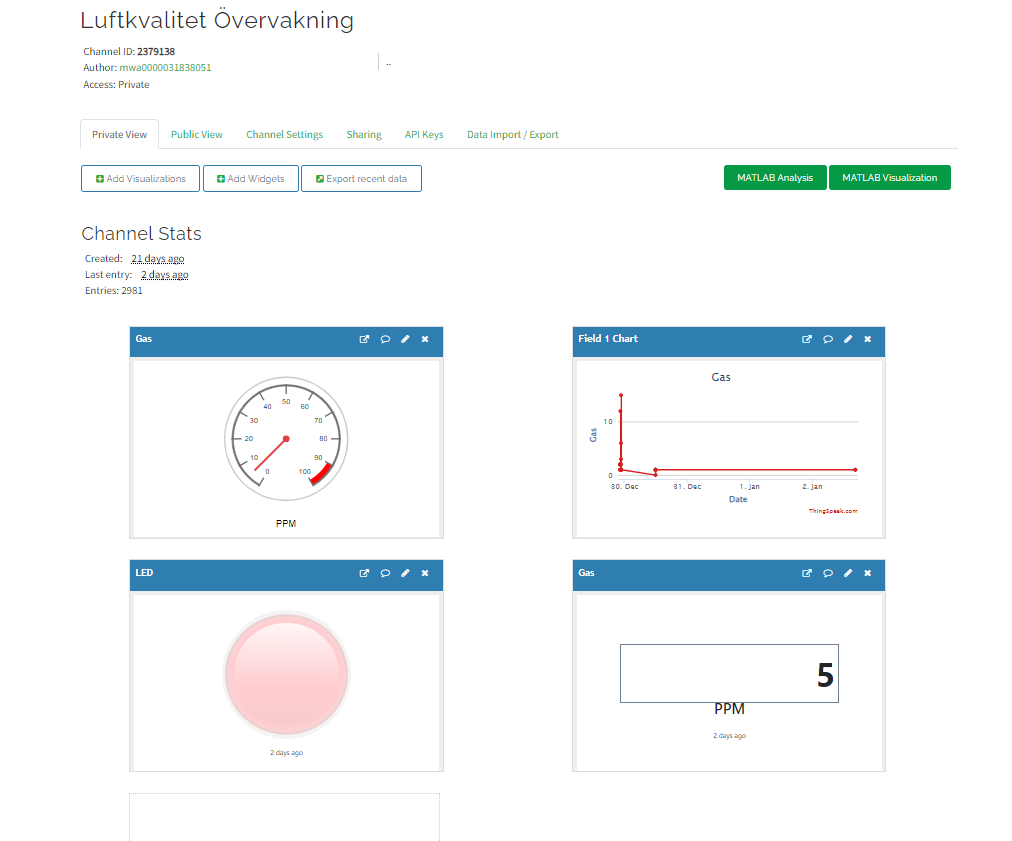 Luftkvalitet Övervakning
Channel ID: 2379138
Author: mwa0000031838051
Access: Private
..
Private View Public View Channel Settings Sharing API Keys Data Import / Export
Add Visualizations Add Widgets Export recent data MATLAB Analysis MATLAB Visualization
Channel Stats
Created: 21 days ago
Last entry: 2 days ago
Entries: 2981
Gas
0 10 20 30 40 50 60 70 80 90 100
PPM
Field 1 Chart
Gas
Gas
10
0
30. Dec 31. Dec 1. Jan 2. Jan
Date
ThingSpeak.com
LED
2 days ago
Gas
5
PPM
2 days ago